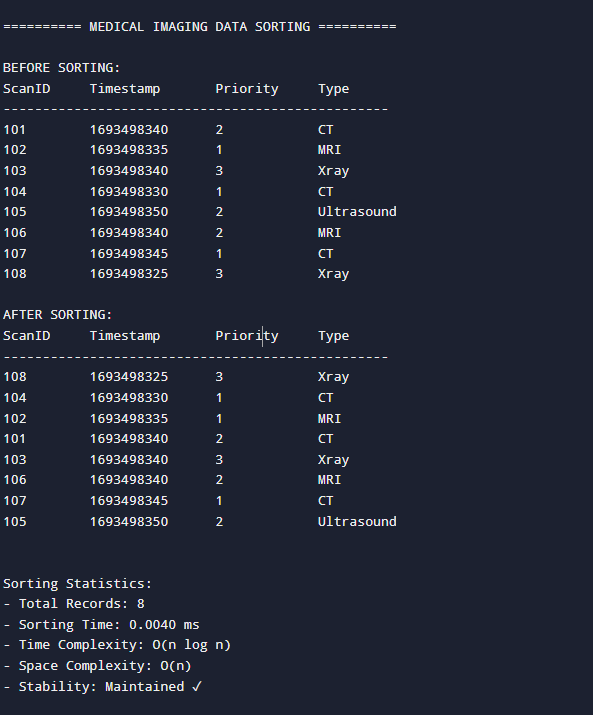 ========== MEDICAL IMAGING DATA SORTING ==========
BEFORE SORTING:
ScanID     Timestamp       Priority     Type
-------------------------------------------------
101        1693498340      2            CT
102        1693498335      1            MRI
103        1693498340      3            Xray
104        1693498330      1            CT
105        1693498350      2            Ultrasound
106        1693498340      2            MRI
107        1693498345      1            CT
108        1693498325      3            Xray
AFTER SORTING:
ScanID     Timestamp       Priority     Type
-------------------------------------------------
108        1693498325      3            Xray
104        1693498330      1            CT
102        1693498335      1            MRI
101        1693498340      2            CT
103        1693498340      3            Xray
106        1693498340      2            MRI
107        1693498345      1            CT
105        1693498350      2            Ultrasound
Sorting Statistics:
- Total Records: 8
- Sorting Time: 0.0040 ms
- Time Complexity: O(n log n)
- Space Complexity: O(n)
- Stability: Maintained ✓